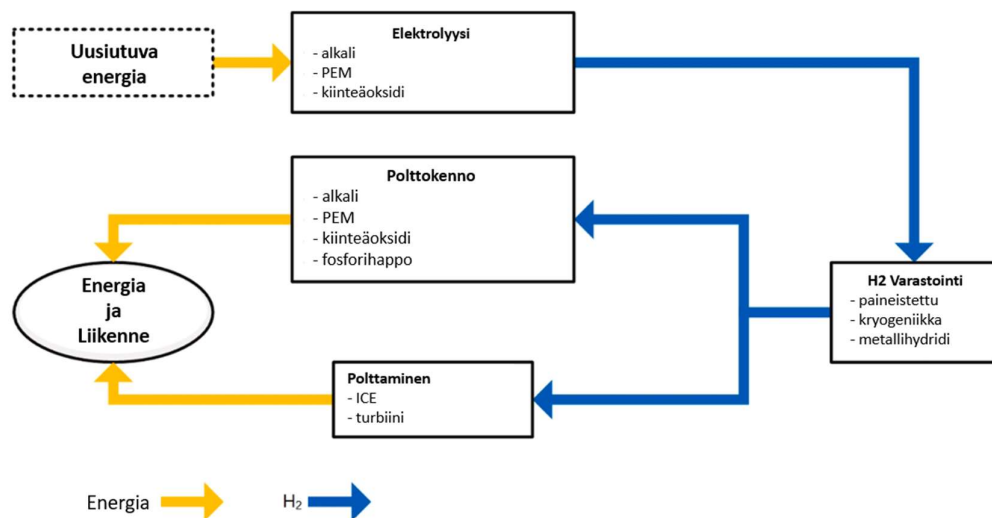 Uusiutuva
energia
Elektrolyysi
- alkali
- PEM
- kiinteäoksidi
Polttokenno
- alkali
- PEM
- kiinteäoksidi
- fosforihappo
H2 Varastointi
- paineistettu
- kryogeniikka
- metallihydridi
Energia
ja
Liikenne
Polttaminen
- ICE
- turbiini
Energia
H₂